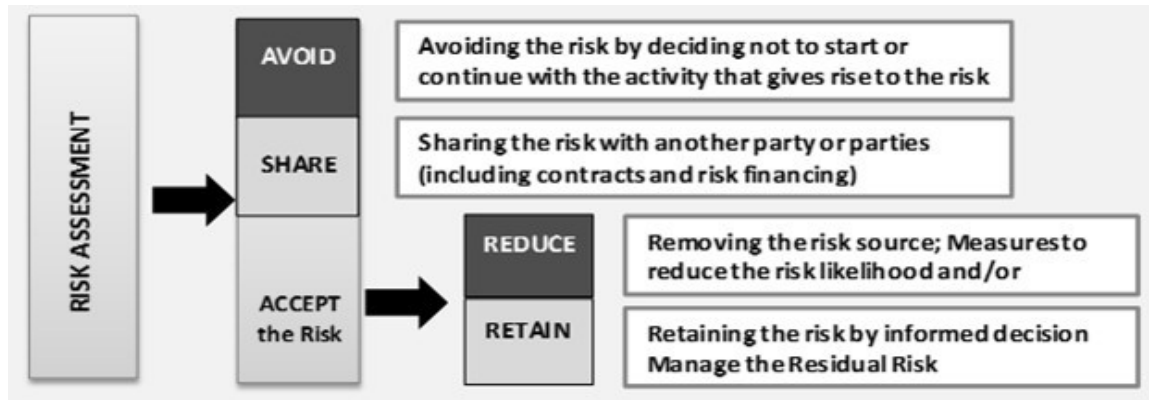 RISK ASSESSMENT
AVOID
Avoiding the risk by deciding not to start or
continue with the activity that gives rise to the risk
SHARE
Sharing the risk with another party or parties
(including contracts and risk financing)
ACCEPT
the Risk
REDUCE
Removing the risk source; Measures to
reduce the risk likelihood and/or
RETAIN
Retaining the risk by informed decision
Manage the Residual Risk